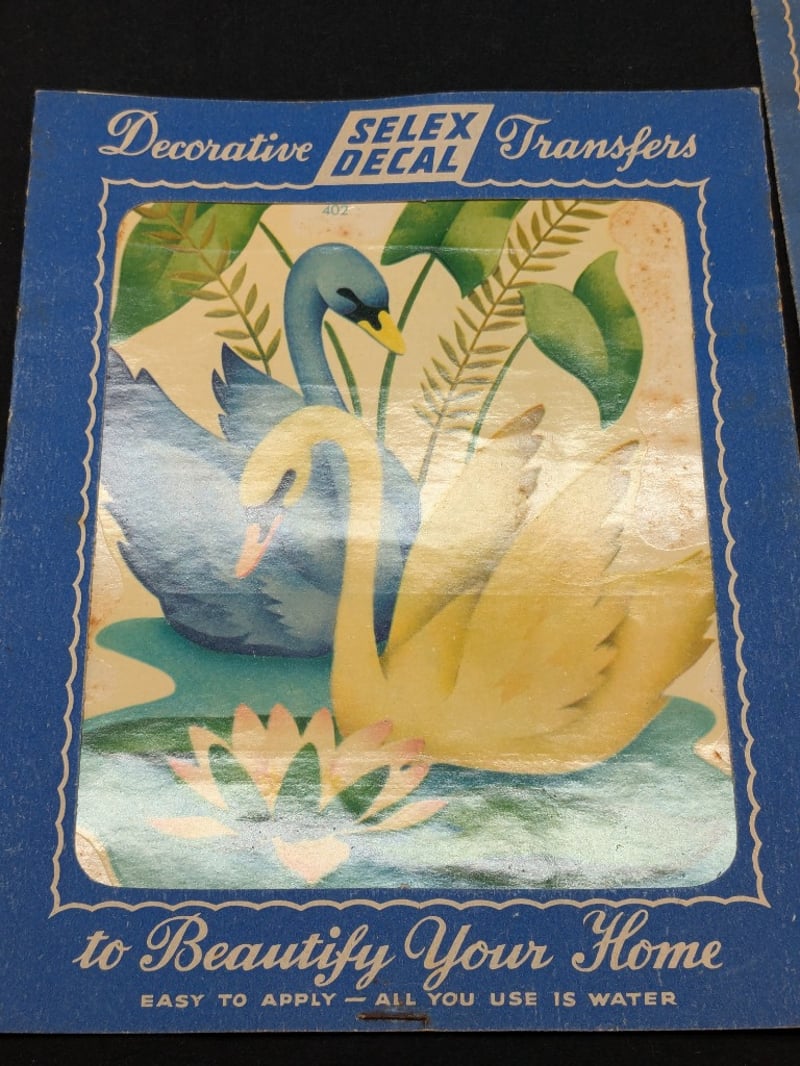 Decorative SELEX DECAL Transfers
402
to Beautify Your Home
EASY TO APPLY — ALL YOU USE IS WATER